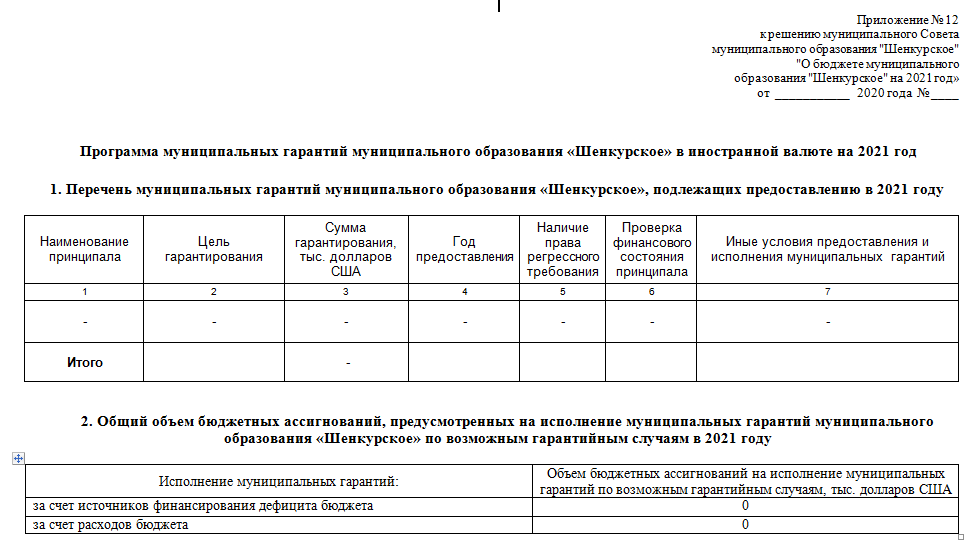 Приложение № 12
к решению муниципального Совета
муниципального образования "Шенкурское"
"О бюджете муниципального
образования "Шенкурское" на 2021 год»
от ____________ 2020 года № ____
Программа муниципальных гарантий муниципального образования «Шенкурское» в иностранной валюте на 2021 год
1. Перечень муниципальных гарантий муниципального образования «Шенкурское», подлежащих предоставлению в 2021 году
Наименование
принципала
Цель
гарантирования
Сумма
гарантирования,
тыс. долларов
США
Год
предоставления
Наличие
права
регрессного
требования
Проверка
финансового
состояния
принципала
Иные условия предоставления и
исполнения муниципальных гарантий
1 2 3 4 5 6 7
- - - - - - -
Итого -
2. Общий объем бюджетных ассигнований, предусмотренных на исполнение муниципальных гарантий муниципального
образования «Шенкурское» по возможным гарантийным случаям в 2021 году
Исполнение муниципальных гарантий:
Объем бюджетных ассигнований на исполнение муниципальных
гарантий по возможным гарантийным случаям, тыс. долларов США
за счет источников финансирования дефицита бюджета 0
за счет расходов бюджета 0